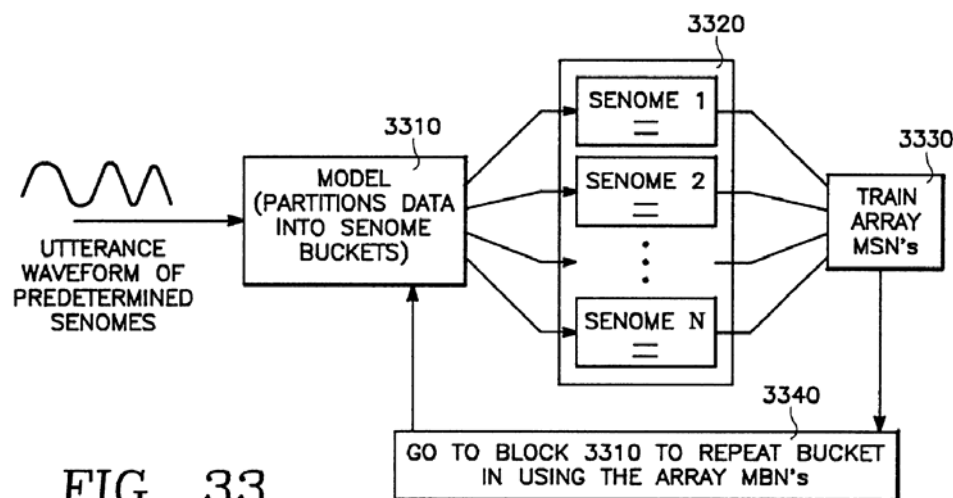 3320
3310
3330
SENOME 1
SENOME 2
SENOME N
MODEL
(PARTITIONS DATA
INTO SENOME
BUCKETS)
TRAIN
ARRAY
MSN's
UTTERANCE
WAVEFORM OF
PREDETERMINED
SENOMES
3340
GO TO BLOCK 3310 TO REPEAT BUCKET
IN USING THE ARRAY MBN's
FIG. 33